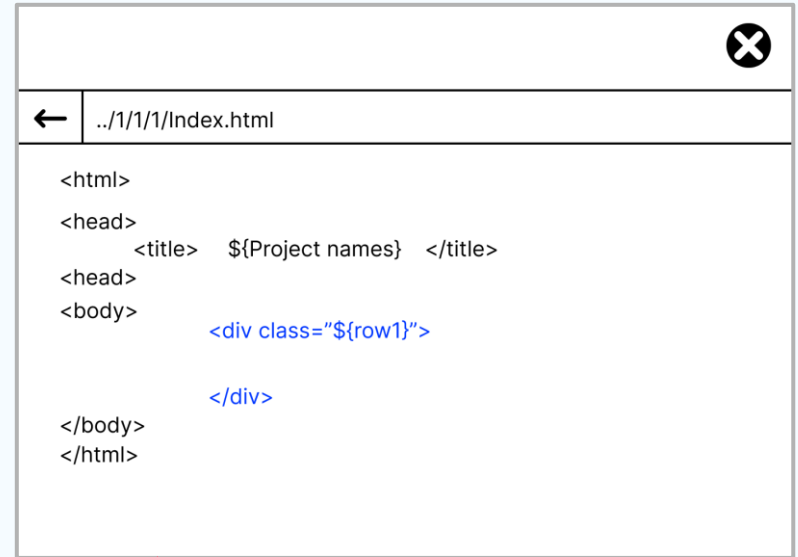 ../1/1/1/Index.html
<html>
<head>
<title> ${Project names} </title>
<head>
<body>
<div class=”${row1}”>
</div>
</body>
</html>